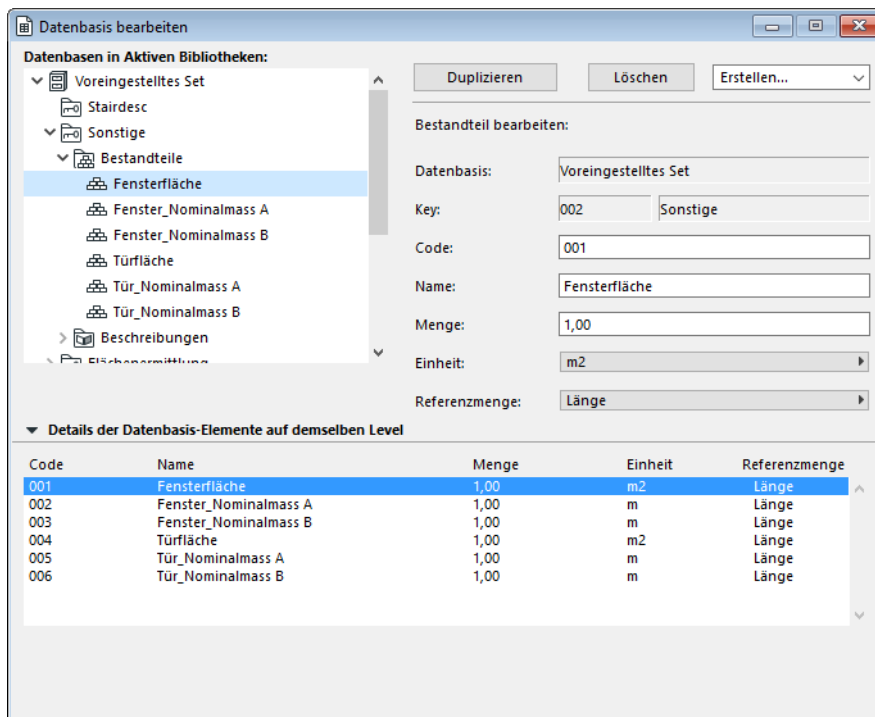 Datenbasis bearbeiten
Datenbasen in Aktiven Bibliotheken:
Voreingestelltes Set
Stairdesc
Sonstige
Bestandteile
Fensterfläche
Fenster_Nominalmass A
Fenster_Nominalmass B
Türfläche
Tür_Nominalmass A
Tür_Nominalmass B
Beschreibungen
Flächenermittlung
Duplizieren Löschen Erstellen...
Bestandteil bearbeiten:
Datenbasis: Voreingestelltes Set
Key: 002 Sonstige
Code: 001
Name: Fensterfläche
Menge: 1,00
Einheit: m2
Referenzmenge: Länge
Details der Datenbasis-Elemente auf demselben Level
Code Name Menge Einheit Referenzmenge
001 Fensterfläche 1,00 m2 Länge
002 Fenster_Nominalmass A 1,00 m Länge
003 Fenster_Nominalmass B 1,00 m Länge
004 Türfläche 1,00 m2 Länge
005 Tür_Nominalmass A 1,00 m Länge
006 Tür_Nominalmass B 1,00 m Länge